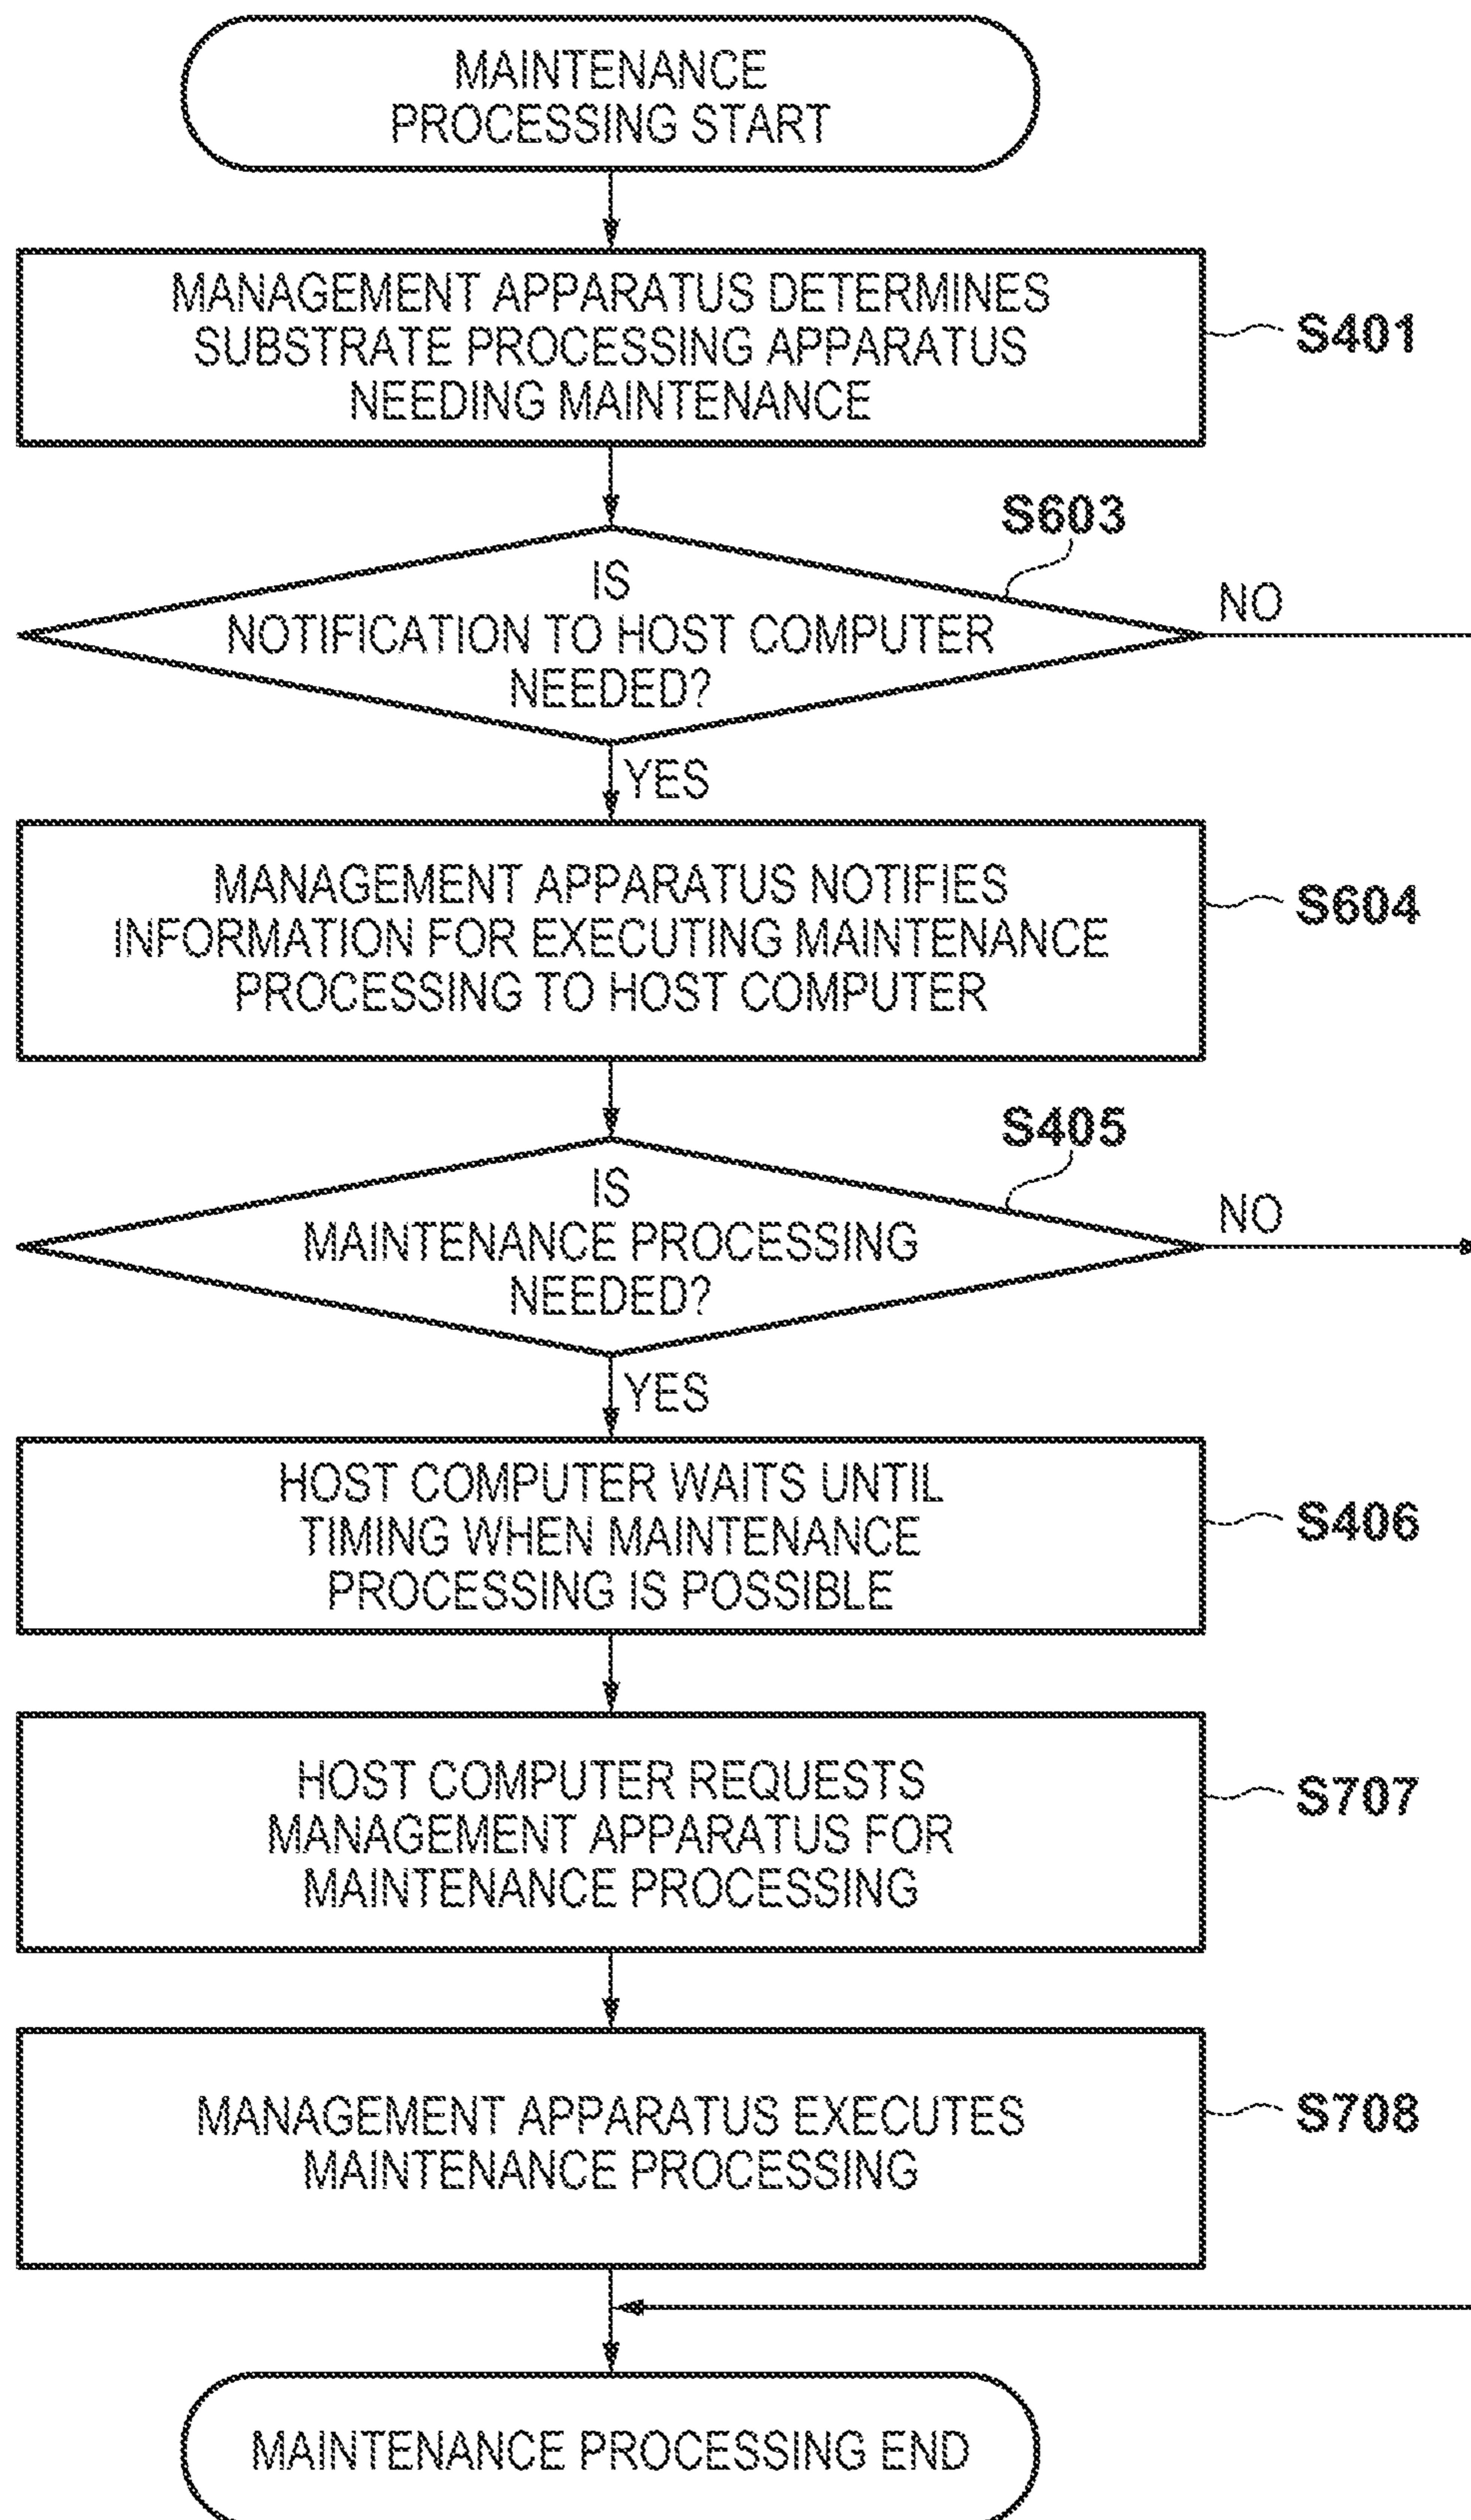 MAINTENANCE
PROCESSING START
MANAGEMENT APPARATUS DETERMINES
SUBSTRATE PROCESSING APPARATUS
NEEDING MAINTENANCE
S401
S603
IS
NOTIFICATION TO HOST COMPUTER
NEEDED?
NO
YES
MANAGEMENT APPARATUS NOTIFIES
INFORMATION FOR EXECUTING MAINTENANCE
PROCESSING TO HOST COMPUTER
S604
S405
IS
MAINTENANCE PROCESSING
NEEDED?
NO
YES
HOST COMPUTER WAITS UNTIL
TIMING WHEN MAINTENANCE
PROCESSING IS POSSIBLE
S406
HOST COMPUTER REQUESTS
MANAGEMENT APPARATUS FOR
MAINTENANCE PROCESSING
S707
MANAGEMENT APPARATUS EXECUTES
MAINTENANCE PROCESSING
S708
MAINTENANCE PROCESSING END